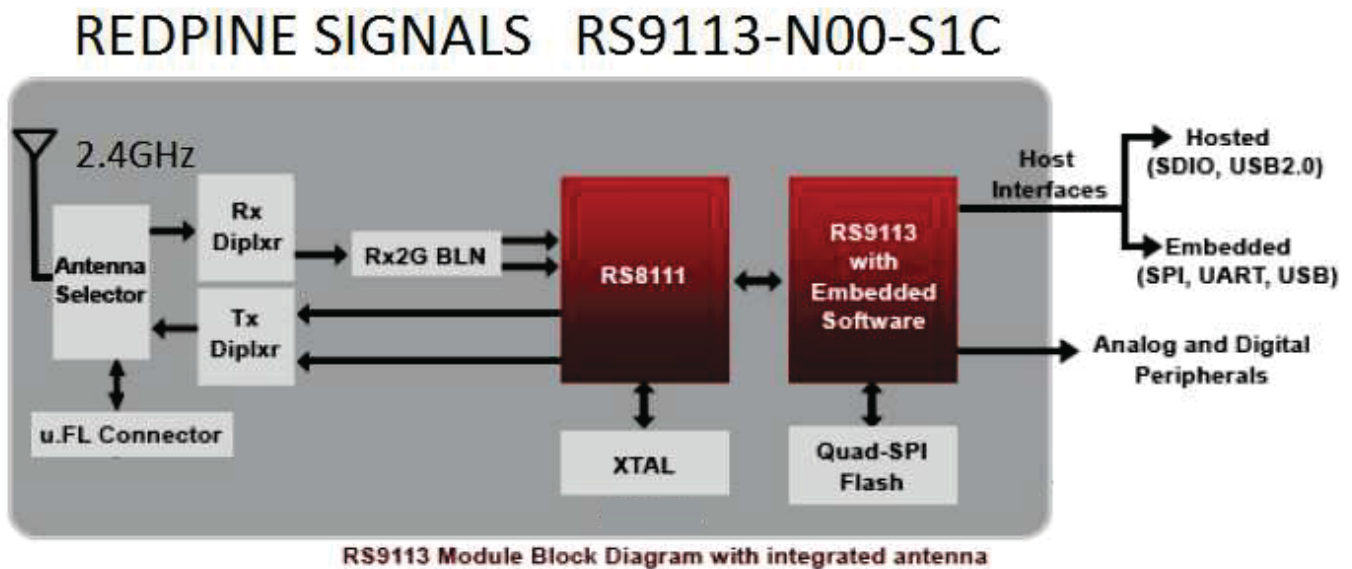 REDPINE SIGNALS RS9113-N00-S1C
2.4GHz
Antenna
Selector
Rx
Diplxr
Tx
Diplxr
Rx2G BLN
u.FL Connector
RS8111
XTAL
RS9113
with
Embedded
Software
Quad-SPI
Flash
Host
Interfaces
Hosted
(SDIO, USB2.0)
Embedded
(SPI, UART, USB)
Analog and Digital
Peripherals
RS9113 Module Block Diagram with integrated antenna